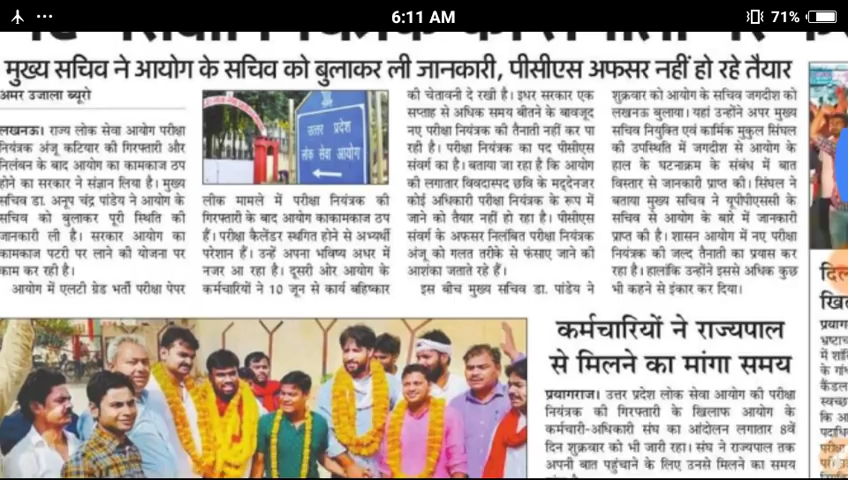 6:11 AM
71%
मुख्य सचिव ने आयोग के सचिव को बुलाकर ली जानकारी, पीसीएस अफसर नहीं हो रहे तैयार
अमर उजाला ब्यूरो
लखनऊ। राज्य लोक सेवा आयोग परीक्षा
नियंत्रक अंजू कटियार की गिरफ्तारी और
निलंबन के बाद आयोग का कामकाज ठप
होने का सरकार ने संज्ञान लिया है। मुख्य
सचिव डा. अनूप चंद्र पांडेय ने आयोग के
सचिव को बुलाकर पूरी स्थिति की
जानकारी ली है। सरकार आयोग का
कामकाज पटरी पर लाने की योजना पर
काम कर रही है।
आयोग में एलटी ग्रेड भर्ती परीक्षा पेपर
उत्तर प्रदेश
लोक सेवा आयोग
लीक मामले में परीक्षा नियंत्रक की
गिरफ्तारी के बाद आयोग काकामकाज ठप
हैं। परीक्षा कैलेंडर स्थगित होने से अभ्यर्थी
परेशान हैं। उन्हें अपना भविष्य अधर में
नजर आ रहा है। दूसरी ओर आयोग के
कर्मचारियों ने 10 जून से कार्य बहिष्कार
की चेतावनी दे रखी है। इधर सरकार एक
सप्ताह से अधिक समय बीतने के बावजूद
नए परीक्षा नियंत्रक की तैनाती नहीं कर पा
रही है। परीक्षा नियंत्रक का पद पीसीएस
संवर्ग का है। बताया जा रहा है कि आयोग
की लगातार विवादास्पद छवि के मद्देनजर
कोई अधिकारी परीक्षा नियंत्रक के रूप में
जाने को तैयार नहीं हो रहा है। पीसीएस
संवर्ग के अफसर निलंबित परीक्षा नियंत्रक
अंजू को गलत तरीके से फंसाए जाने की
आशंका जताते रहे हैं।
इस बीच मुख्य सचिव डा. पांडेय ने
शुक्रवार को आयोग के सचिव जगदीश को
लखनऊ बुलाया। यहां उन्होंने अपर मुख्य
सचिव नियुक्ति एवं कार्मिक मुकुल सिंघल
की उपस्थिति में जगदीश से आयोग के
हाल के घटनाक्रम के संबंध में बात
विस्तार से जानकारी प्राप्त की। सिंघल ने
बताया मुख्य सचिव ने यूपीपीएससी के
सचिव से आयोग के बारे में जानकारी
प्राप्त की है। शासन आयोग में नए परीक्षा
नियंत्रक की जल्द तैनाती का प्रयास कर
रहा है। हालांकि उन्होंने इससे अधिक कुछ
भी कहने से इंकार कर दिया।
कर्मचारियों ने राज्यपाल
से मिलने का मांगा समय
प्रयागराज। उत्तर प्रदेश लोक सेवा आयोग की परीक्षा
नियंत्रक की गिरफ्तारी के खिलाफ आयोग के
कर्मचारी-अधिकारी संघ का आंदोलन लगातार 8वें
दिन शुक्रवार को भी जारी रहा। संघ ने राज्यपाल तक
अपनी बात पहुंचाने के लिए उनसे मिलने का समय